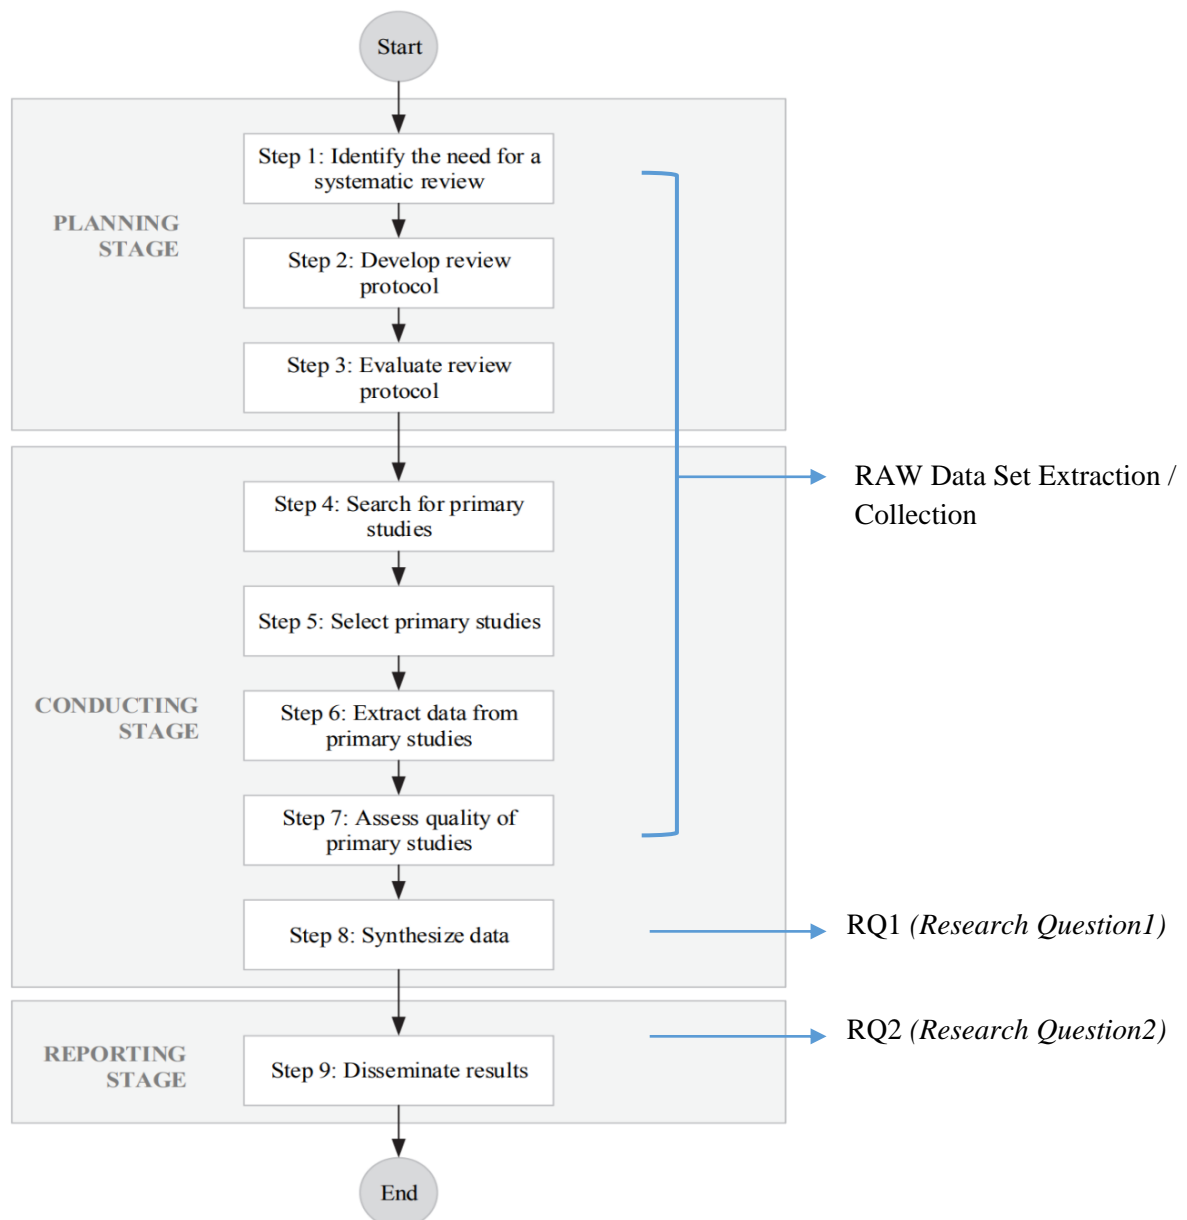 Start
PLANNING
STAGE
Step 1: Identify the need for a
systematic review
Step 2: Develop review
protocol
Step 3: Evaluate review
protocol
CONDUCTING
STAGE
Step 4: Search for primary
studies
Step 5: Select primary studies
Step 6: Extract data from
primary studies
Step 7: Assess quality of
primary studies
Step 8: Synthesize data
RAW Data Set Extraction /
Collection
RQ1 (Research Question1)
REPORTING
STAGE
Step 9: Disseminate results
RQ2 (Research Question2)
End